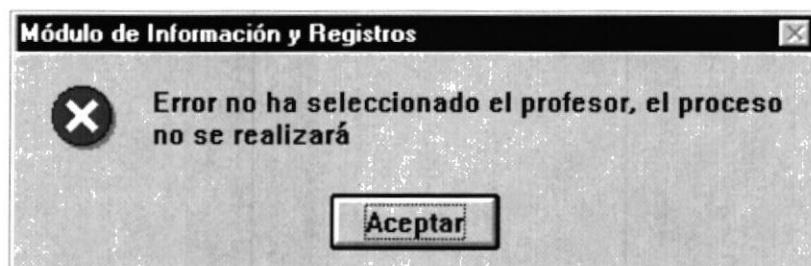 Módulo de Información y Registros
Error no ha seleccionado el profesor, el proceso
no se realizará
Aceptar